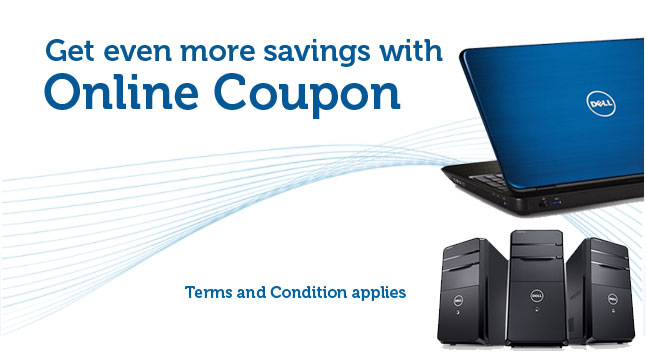 Get even more savings with
Online Coupon
DELL
Terms and Condition applies
DELL
DELL
DELL